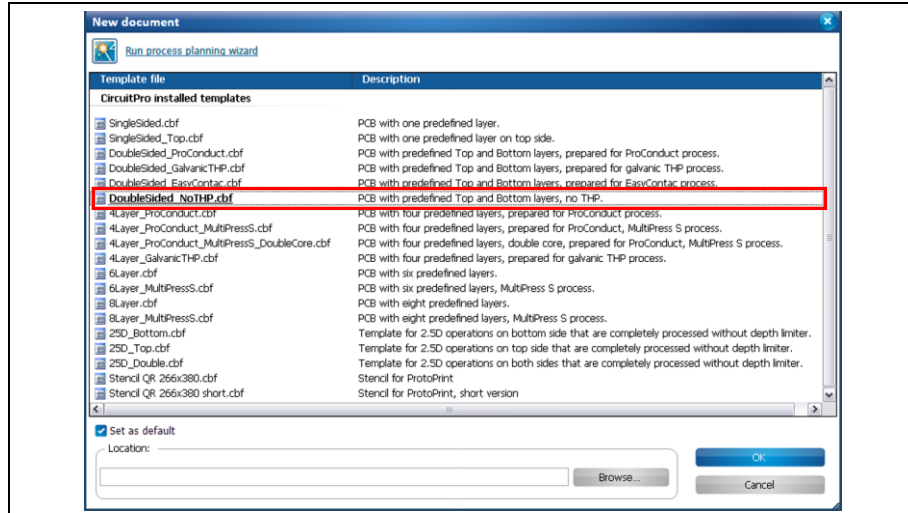 New document
Run process planning wizard
Template file Description
CircuitPro installed templates
SingleSided.cbf PCB with one predefined layer.
SingleSided_Top.cbf PCB with one predefined layer on top side.
DoubleSided_ProConduct.cbf PCB with predefined Top and Bottom layers, prepared for ProConduct process.
DoubleSided_GalvanicTHP.cbf PCB with predefined Top and Bottom layers, prepared for galvanic THP process.
DoubleSided_EasyContac.cbf PCB with predefined Top and Bottom layers, prepared for EasyContac process.
DoubleSided_NoTHP.cbf PCB with predefined Top and Bottom layers, no THP.
4Layer_ProConduct.cbf PCB with four predefined layers, prepared for ProConduct process.
4Layer_ProConduct_MultiPressS.cbf PCB with four predefined layers, prepared for ProConduct, MultiPress S process.
4Layer_ProConduct_MultiPressS_DoubleCore.cbf PCB with four predefined layers, double core, prepared for ProConduct, MultiPress S process.
4Layer_GalvanicTHP.cbf PCB with four predefined layers, prepared for galvanic THP process.
6Layer.cbf PCB with six predefined layers.
6Layer_MultiPressS.cbf PCB with six predefined layers, MultiPress S process.
8Layer.cbf PCB with eight predefined layers.
8Layer_MultiPressS.cbf PCB with eight predefined layers, MultiPress S process.
25D_Bottom.cbf Template for 2.5D operations on bottom side that are completely processed without depth limiter.
25D_Top.cbf Template for 2.5D operations on top side that are completely processed without depth limiter.
25D_Double.cbf Template for 2.5D operations on both sides that are completely processed without depth limiter.
Stencil QR 266x380.cbf Stencil for ProtoPrint
Stencil QR 266x380 short.cbf Stencil for ProtoPrint, short version
Set as default
Location:
OK
Browse...
Cancel